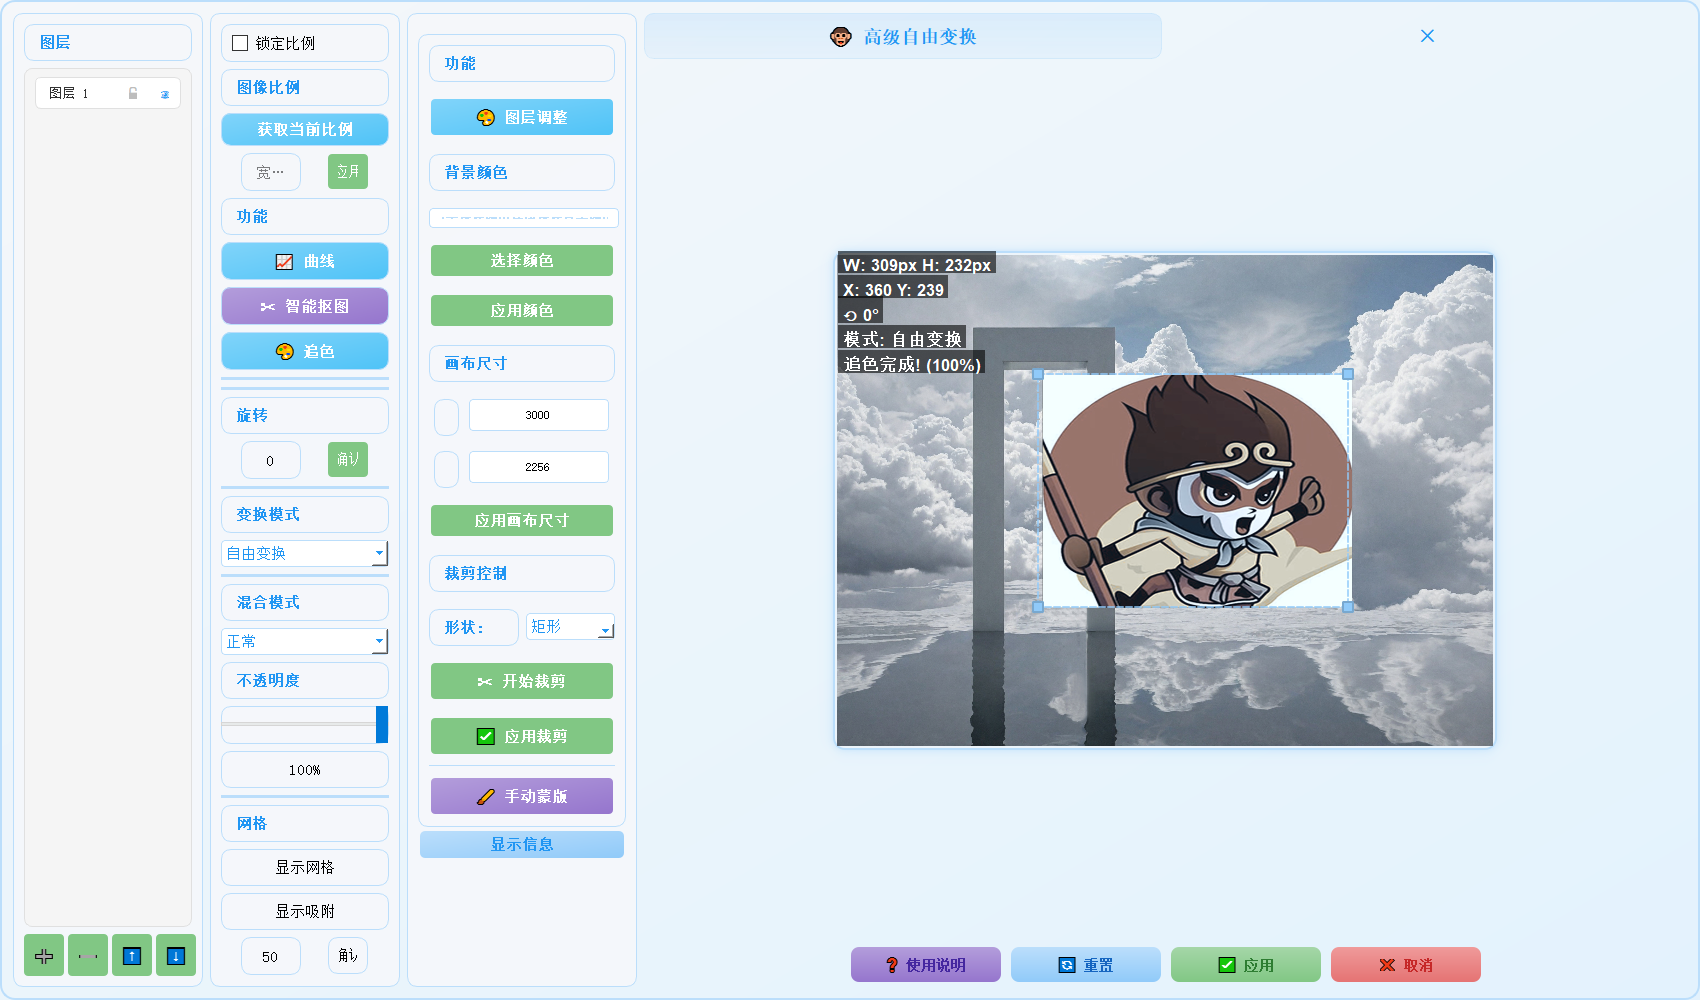 图层
图层 1
锁定比例
图像比例
获取当前比例
宽…
应用
功能
曲线
智能抠图
追色
旋转
0
确认
变换模式
自由变换
混合模式
正常
不透明度
100%
网格
显示网格
显示吸附
50
功能
图层调整
背景颜色
选择颜色
应用颜色
画布尺寸
3000
2256
应用画布尺寸
裁剪控制
形状:
矩形
开始裁剪
应用裁剪
手动蒙版
显示信息
高级自由变换
W: 309px H: 232px
X: 360 Y: 239
0°
模式: 自由变换
追色完成! (100%)
使用说明
重置
应用
取消